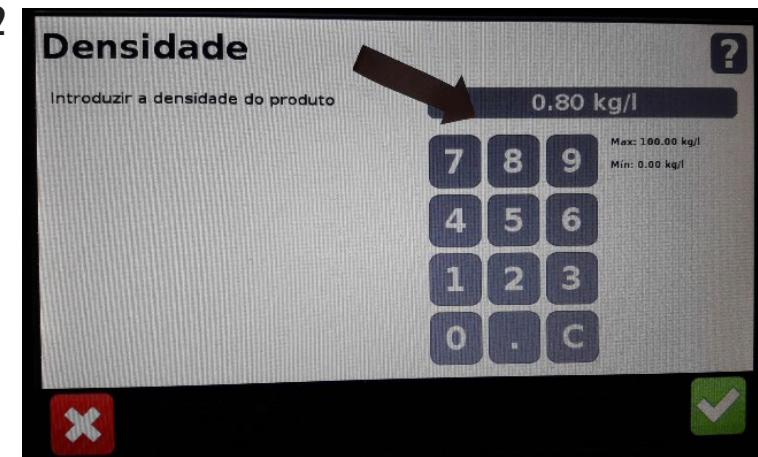 2
Densidade
?
Introduzir a densidade do produto
0.80 kg/l
Max: 100.00 kg/l
Min: 0.00 kg/l
7 8 9
4 5 6
1 2 3
0 . C